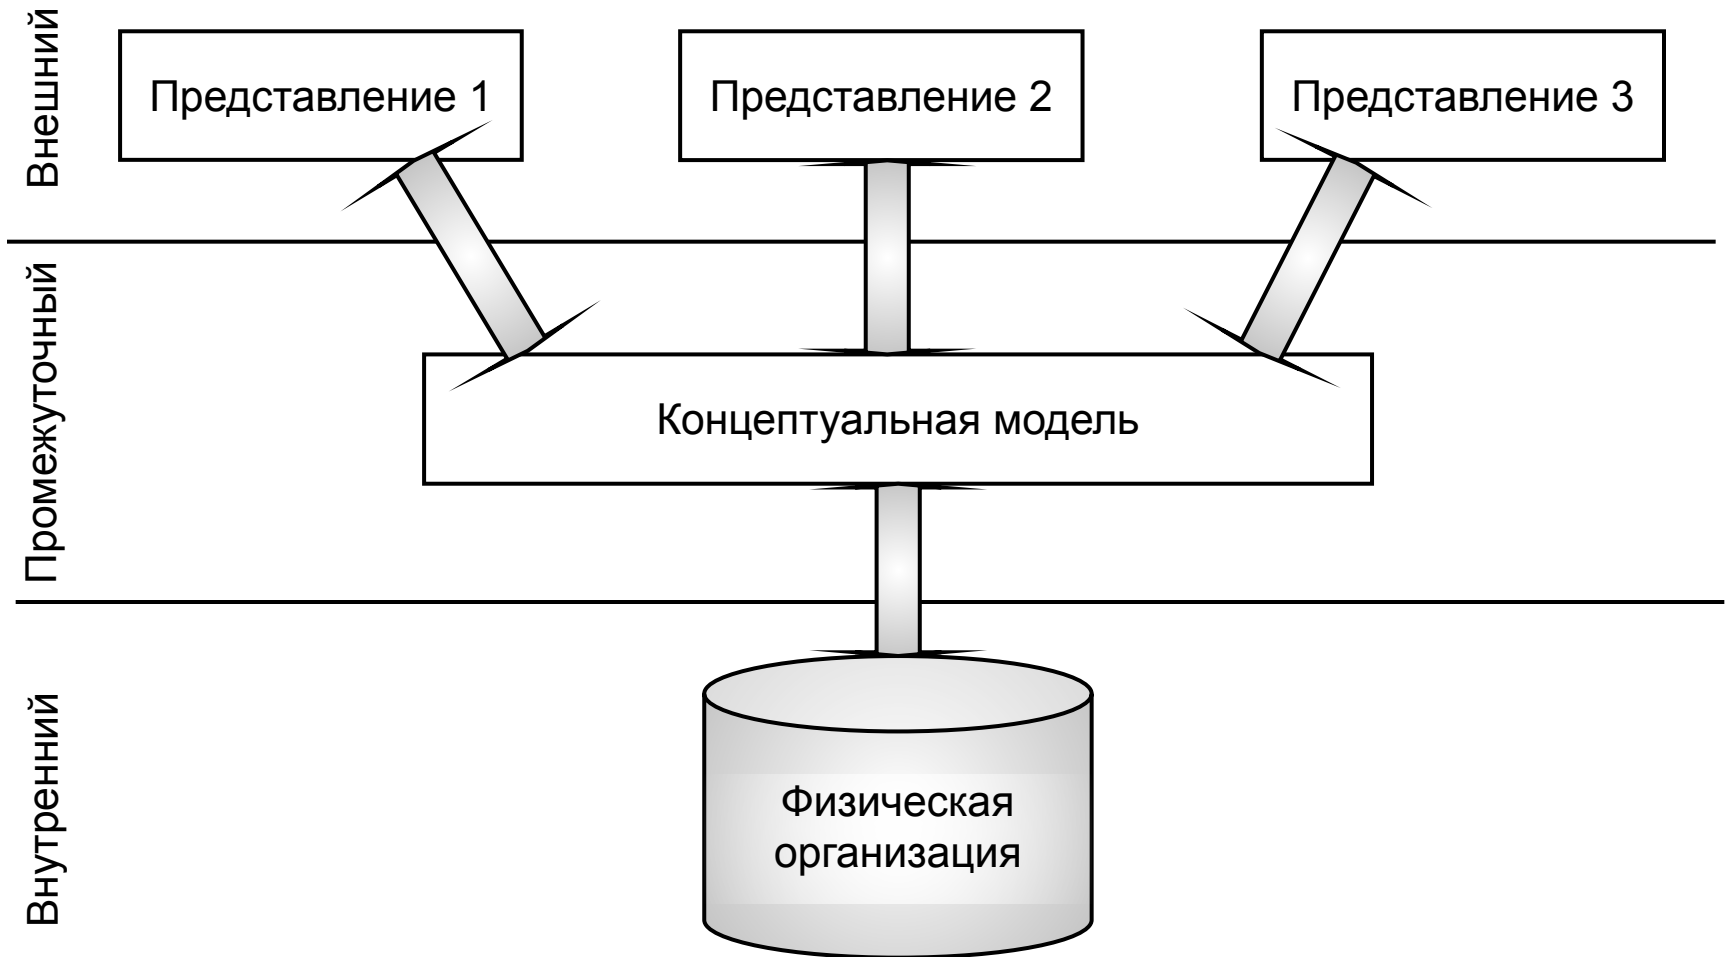 Внешний
Представление 1
Представление 2
Представление 3
Промежуточный
Концептуальная модель
Внутренний
Физическая
организация